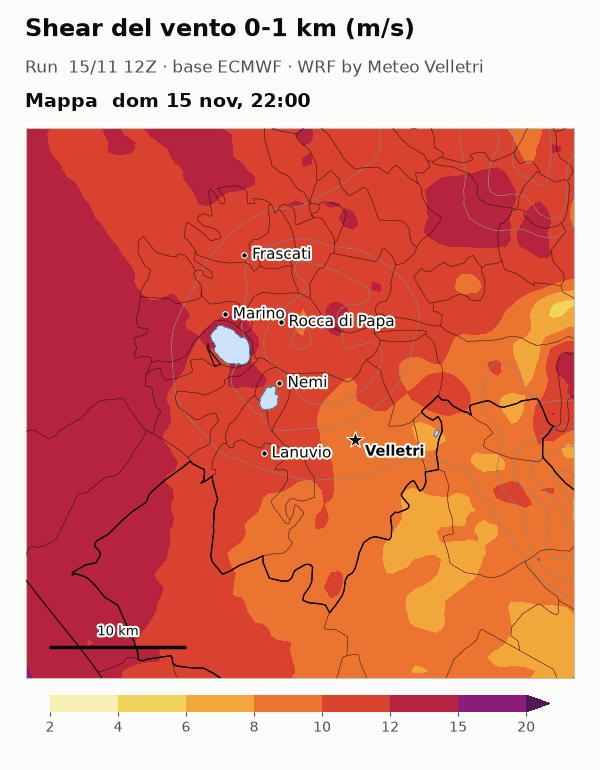 Shear del vento 0-1 km (m/s)
Run 15/11 12Z · base ECMWF · WRF by Meteo Velletri
Mappa dom 15 nov, 22:00
Frascati
Marino
Rocca di Papa
Nemi
Velletri
Lanuvio
10 km
2 4 6 8 10 12 15 20